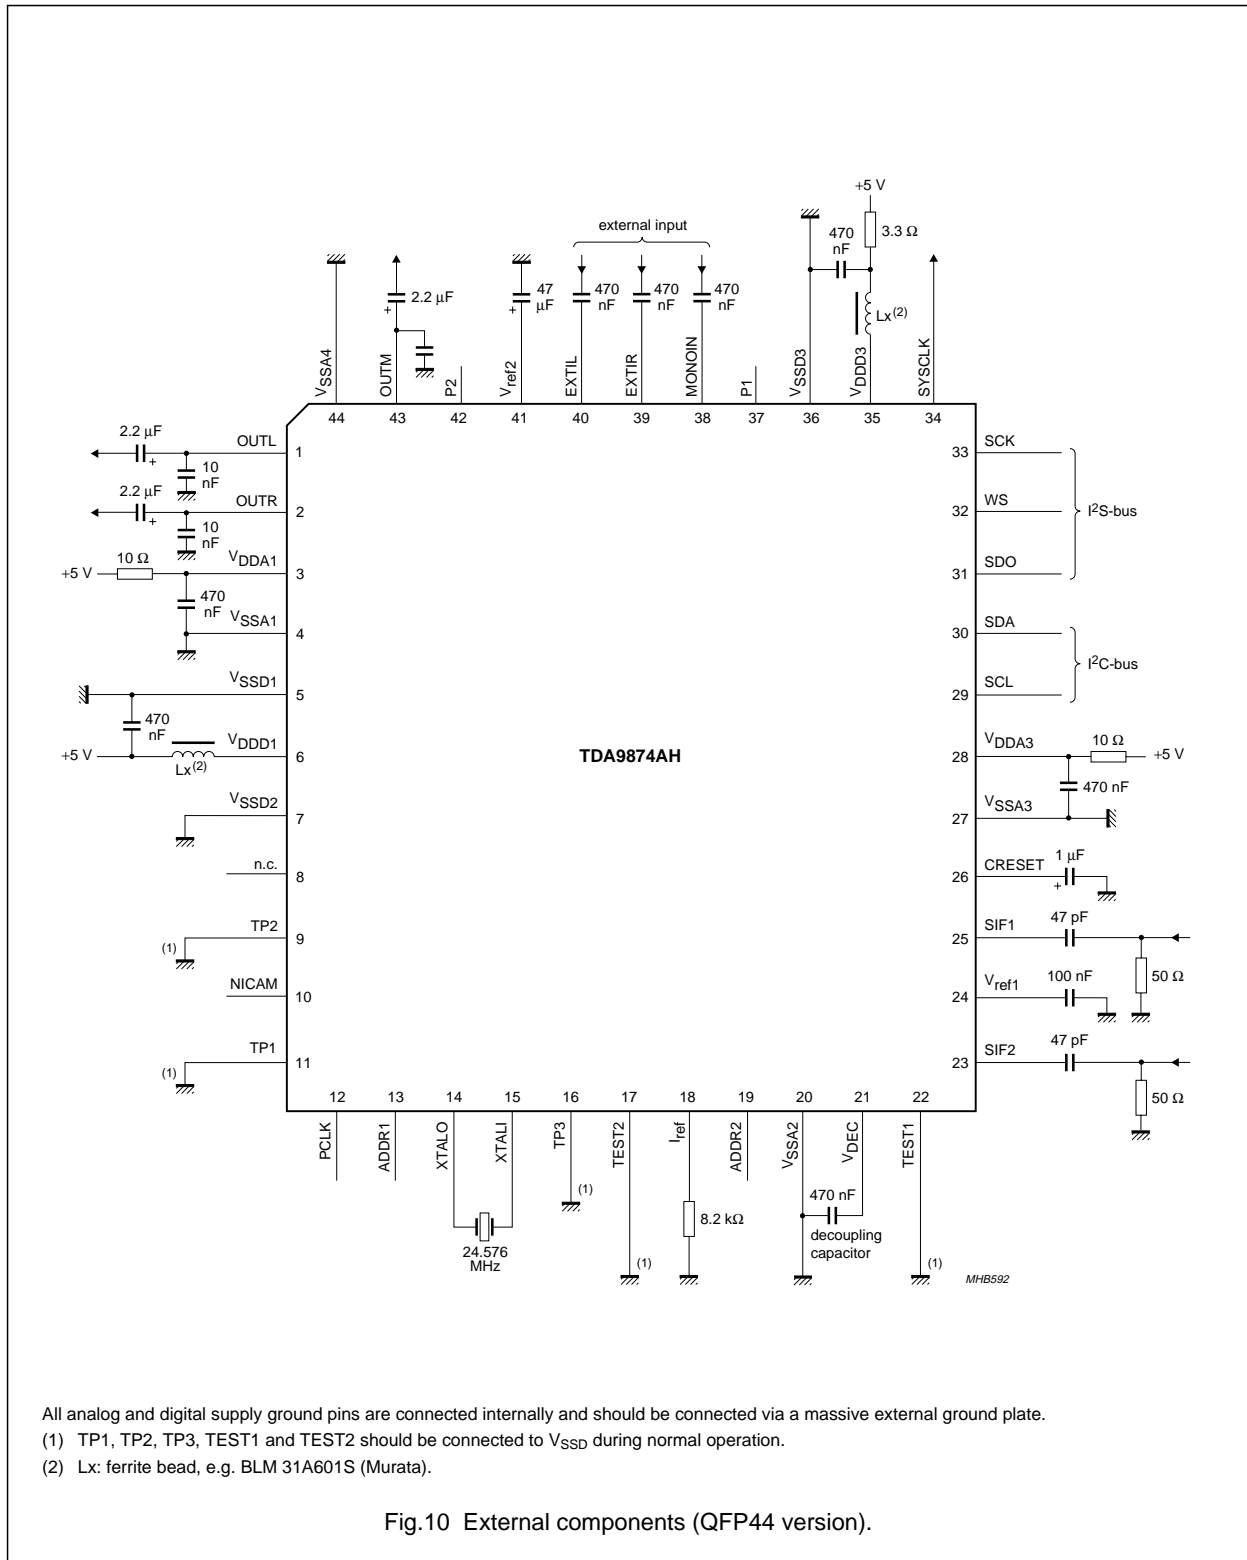 +5 V
3.3 Ω
470 nF
Lx(2)
external input
2.2 µF
47 µF
470 nF
470 nF
470 nF
VSSA4
OUTM
P2
Vref2
EXTIL
EXTIR
MONOIN
P1
VSSD3
VDDD3
SYSCLK
44 43 42 41 40 39 38 37 36 35 34
2.2 µF
OUTL
1
10 nF
2.2 µF
OUTR
2
10 nF
+5 V
10 Ω
VDDA1
3
470 nF
VSSA1
4
VSSD1
5
470 nF
+5 V
Lx(2)
VDDD1
6
VSSD2
7
n.c.
8
(1)
TP2
9
NICAM
10
(1)
TP1
11
TDA9874AH
33 SCK
32 WS
31 SDO
I2S-bus
30 SDA
29 SCL
I2C-bus
28 VDDA3
10 Ω
+5 V
470 nF
27 VSSA3
26 CRESET
1 µF
+
25 SIF1
47 pF
50 Ω
24 Vref1
100 nF
23 SIF2
47 pF
50 Ω
12 13 14 15 16 17 18 19 20 21 22
PCLK
ADDR1
XTALO
XTALI
TP3
TEST2
Iref
ADDR2
VSSA2
VDEC
TEST1
24.576 MHz
(1)
(1)
8.2 kΩ
470 nF
decoupling
capacitor
(1)
MHB592
All analog and digital supply ground pins are connected internally and should be connected via a massive external ground plate.
(1) TP1, TP2, TP3, TEST1 and TEST2 should be connected to VSSD during normal operation.
(2) Lx: ferrite bead, e.g. BLM 31A601S (Murata).
Fig.10 External components (QFP44 version).